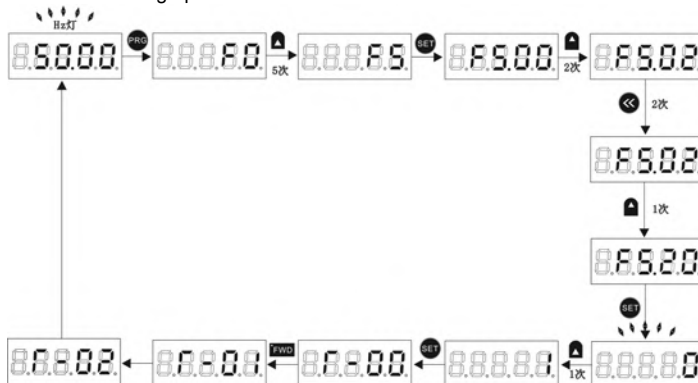 Hz灯
50.00 PRG F0 F5 SET F5.00 F5.02
5次 2次
2次
F5.02
1次
F5.20
SET
r-02 r-01 FWD r-00 SET 1 0
1次